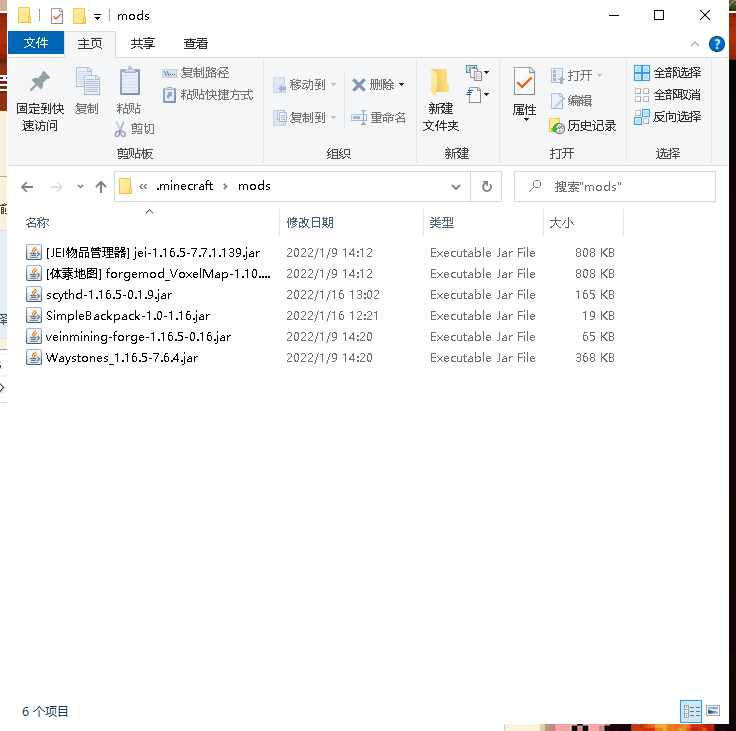 mods
文件 主页 共享 查看
固定到快速访问
复制
粘贴
复制路径
粘贴快捷方式
剪切
剪贴板
移动到
复制到
删除
重命名
组织
新建文件夹
新建
属性
打开
编辑
历史记录
打开
全部选择
全部取消
反向选择
选择
« .minecraft › mods
搜索"mods"
名称 修改日期 类型 大小
[JEI物品管理器] jei-1.16.5-7.7.1.139.jar 2022/1/9 14:12 Executable Jar File 808 KB
[体素地图] forgemod_VoxelMap-1.10.... 2022/1/9 14:12 Executable Jar File 808 KB
scythd-1.16.5-0.1.9.jar 2022/1/16 13:02 Executable Jar File 165 KB
SimpleBackpack-1.0-1.16.jar 2022/1/16 12:21 Executable Jar File 19 KB
veinmining-forge-1.16.5-0.16.jar 2022/1/9 14:20 Executable Jar File 65 KB
Waystones_1.16.5-7.6.4.jar 2022/1/9 14:20 Executable Jar File 368 KB
6 个项目